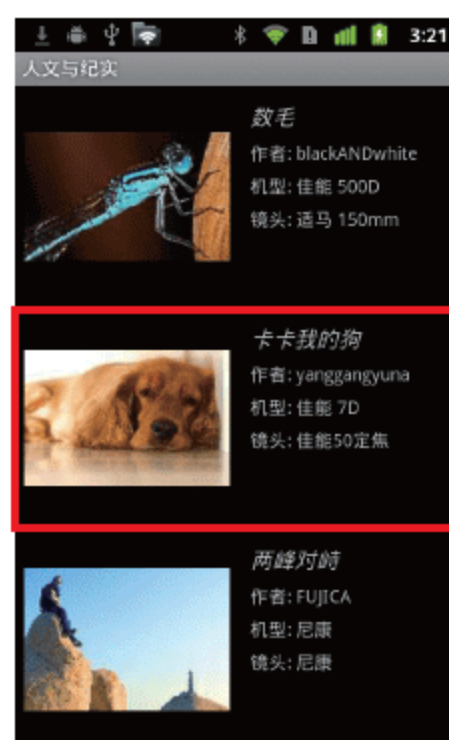 3:21
人文与纪实
数毛
作者: blackANDwhite
机型: 佳能 500D
镜头: 适马 150mm
卡卡我的狗
作者: yanggangyuna
机型: 佳能 7D
镜头: 佳能50定焦
两峰对峙
作者: FUJICA
机型: 尼康
镜头: 尼康